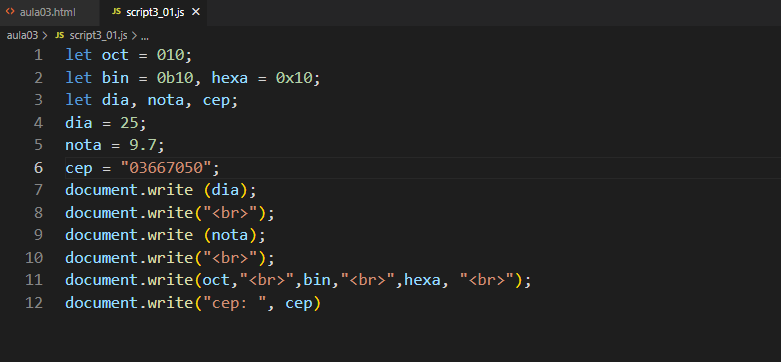 <> aula03.html JS script3_01.js ×
aula03 > JS script3_01.js > ...
1 let oct = 010;
2 let bin = 0b10, hexa = 0x10;
3 let dia, nota, cep;
4 dia = 25;
5 nota = 9.7;
6 cep = "03667050";
7 document.write (dia);
8 document.write("<br>");
9 document.write (nota);
10 document.write("<br>");
11 document.write(oct,"<br>",bin,"<br>",hexa, "<br>");
12 document.write("cep: ", cep)